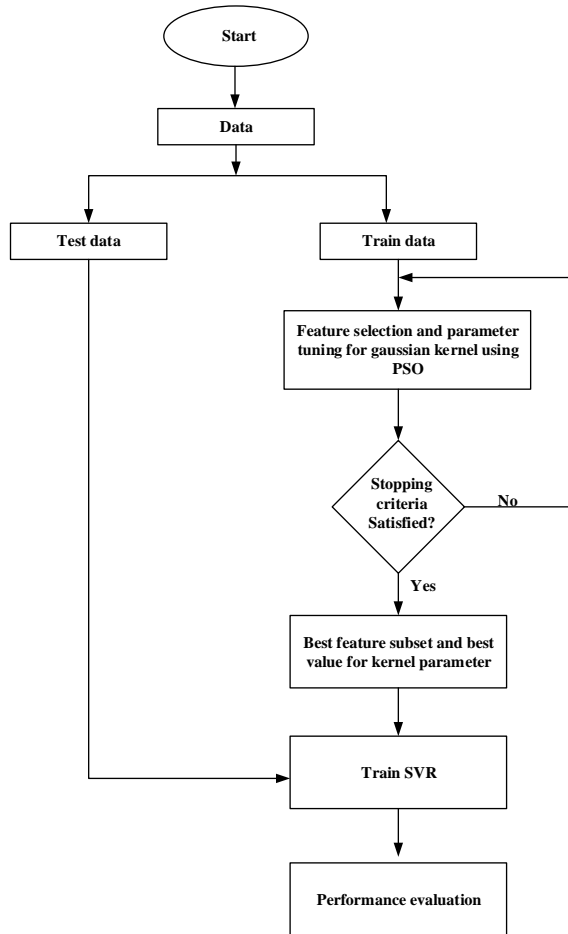 Start
Data
Test data
Train data
Feature selection and parameter
tuning for gaussian kernel using
PSO
Stopping
criteria
Satisfied?
No
Yes
Best feature subset and best
value for kernel parameter
Train SVR
Performance evaluation